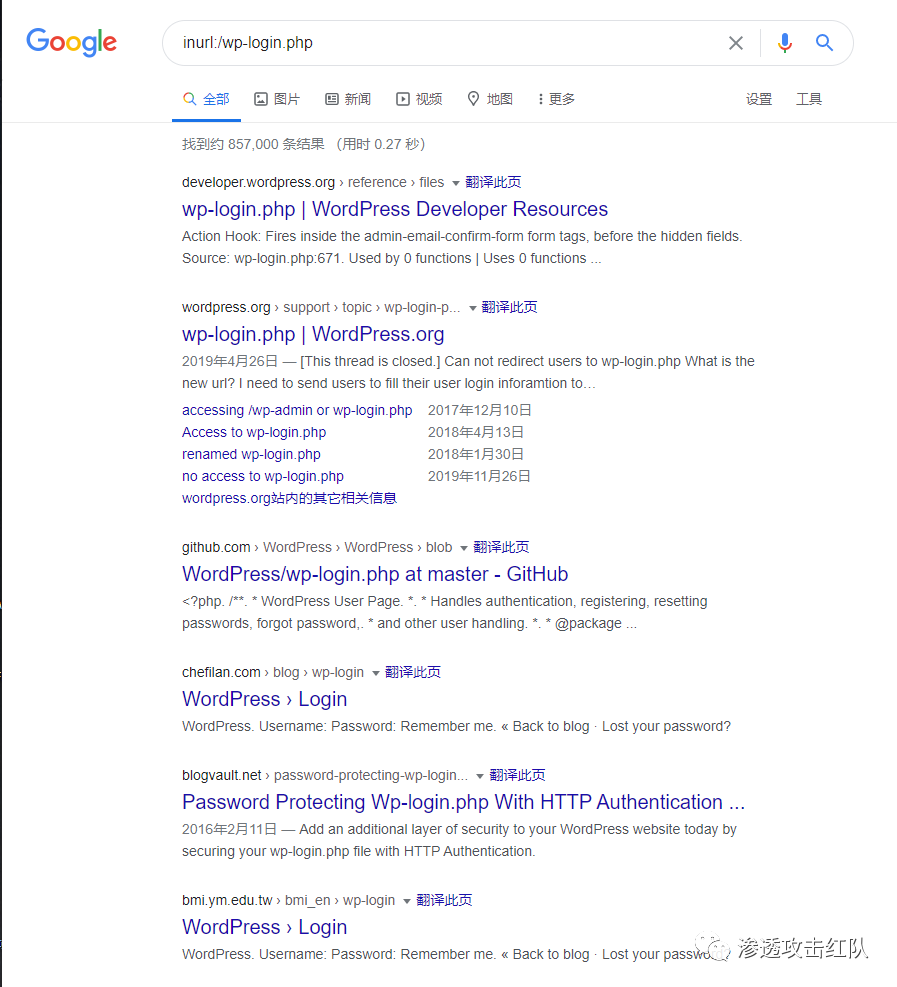 Google
inurl:/wp-login.php
全部 图片 新闻 视频 地图 更多 设置 工具
找到约 857,000 条结果 （用时 0.27 秒）
developer.wordpress.org › reference › files 翻译此页
wp-login.php | WordPress Developer Resources
Action Hook: Fires inside the admin-email-confirm-form form tags, before the hidden fields.
Source: wp-login.php:671. Used by 0 functions | Uses 0 functions ...
wordpress.org › support › topic › wp-login-p... 翻译此页
wp-login.php | WordPress.org
2019年4月26日 — [This thread is closed.] Can not redirect users to wp-login.php What is the
new url? I need to send users to fill their user login inforamtion to…
accessing /wp-admin or wp-login.php 2017年12月10日
Access to wp-login.php 2018年4月13日
renamed wp-login.php 2018年1月30日
no access to wp-login.php 2019年11月26日
wordpress.org站内的其它相关信息
github.com › WordPress › WordPress › blob 翻译此页
WordPress/wp-login.php at master - GitHub
<?php. /**. * WordPress User Page. *. * Handles authentication, registering, resetting
passwords, forgot password,. * and other user handling. *. * @package ...
chefilan.com › blog › wp-login 翻译此页
WordPress › Login
WordPress. Username: Password: Remember me. « Back to blog · Lost your password?
blogvault.net › password-protecting-wp-login... 翻译此页
Password Protecting Wp-login.php With HTTP Authentication ...
2016年2月11日 — Add an additional layer of security to your WordPress website today by
securing your wp-login.php file with HTTP Authentication.
bmi.ym.edu.tw › bmi_en › wp-login 翻译此页
WordPress › Login
WordPress. Username: Password: Remember me. « Back to blog · Lost your
渗透攻击红队